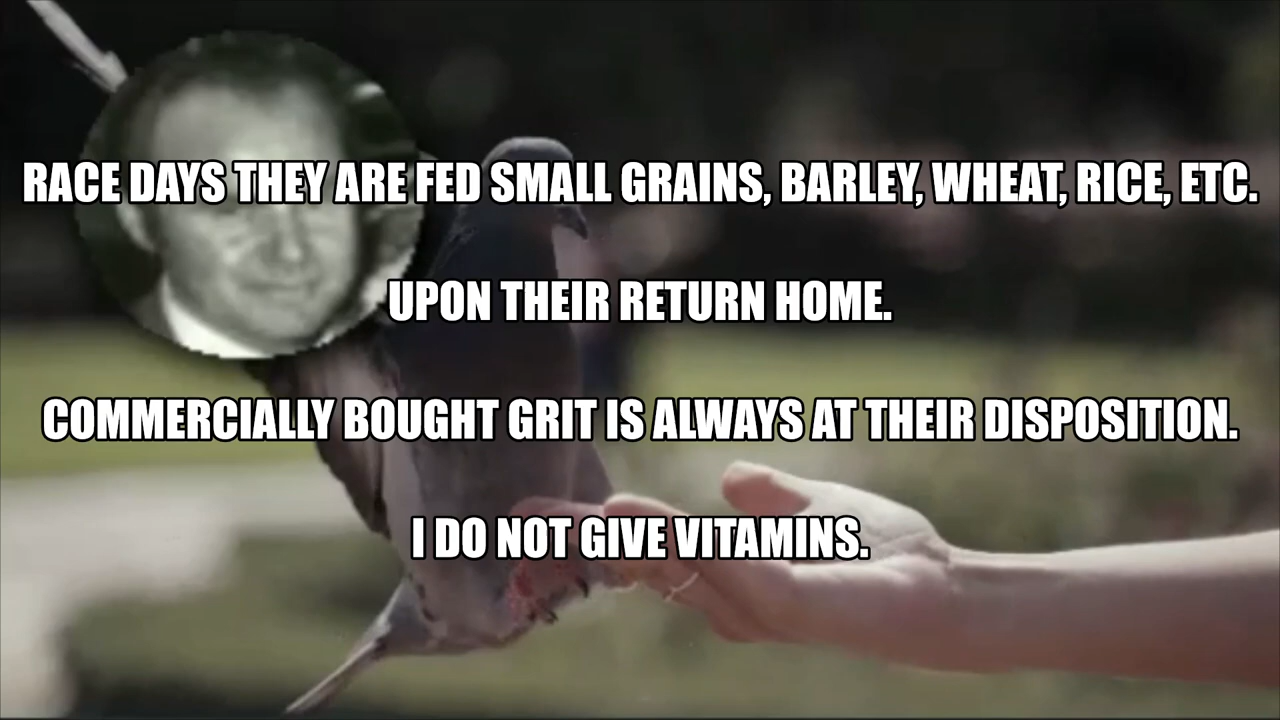 RACE DAYS THEY ARE FED SMALL GRAINS, BARLEY, WHEAT, RICE, ETC.
UPON THEIR RETURN HOME.
COMMERCIALLY BOUGHT GRIT IS ALWAYS AT THEIR DISPOSITION.
I DO NOT GIVE VITAMINS.